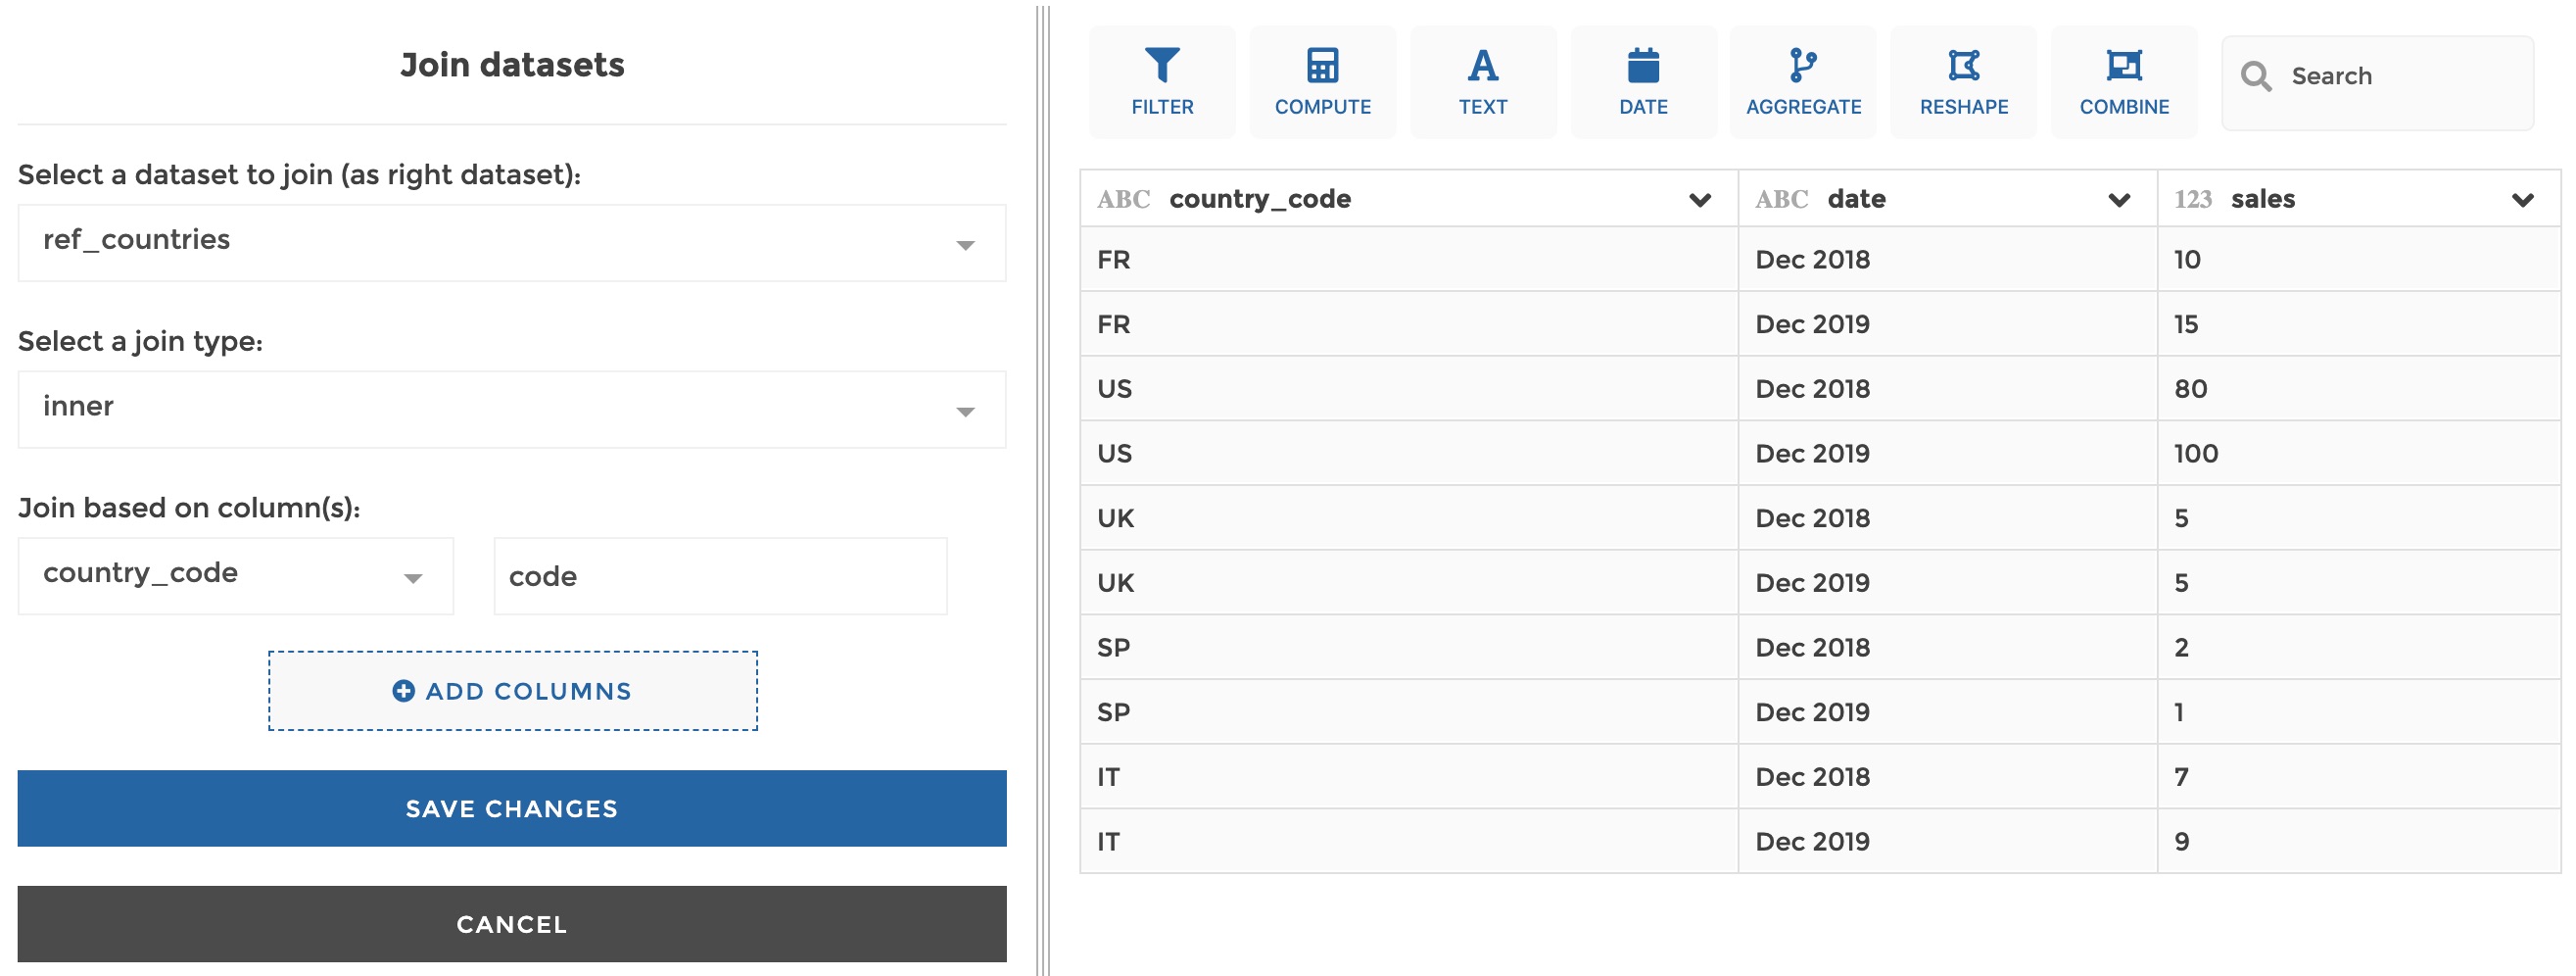 Join datasets
Select a dataset to join (as right dataset):
ref_countries
Select a join type:
inner
Join based on column(s):
country_code code
ADD COLUMNS
SAVE CHANGES
CANCEL
FILTER COMPUTE TEXT DATE AGGREGATE RESHAPE COMBINE Search
ABC country_code ABC date 123 sales
FR Dec 2018 10
FR Dec 2019 15
US Dec 2018 80
US Dec 2019 100
UK Dec 2018 5
UK Dec 2019 5
SP Dec 2018 2
SP Dec 2019 1
IT Dec 2018 7
IT Dec 2019 9